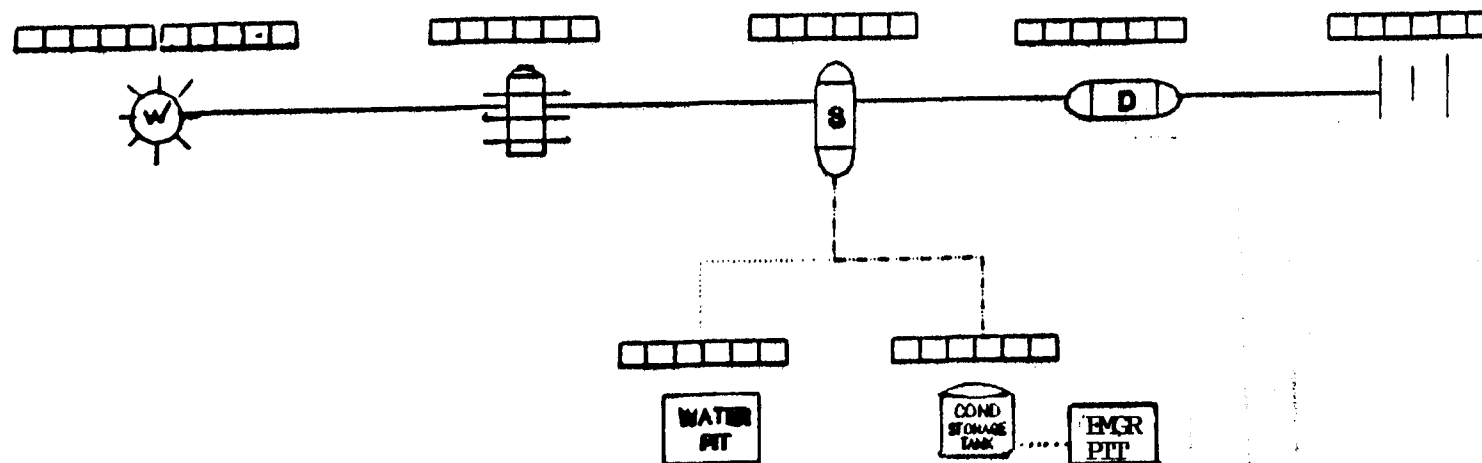 W
S
D
WATER
PIT
COND
STORAGE
TANK
EMGR
PIT